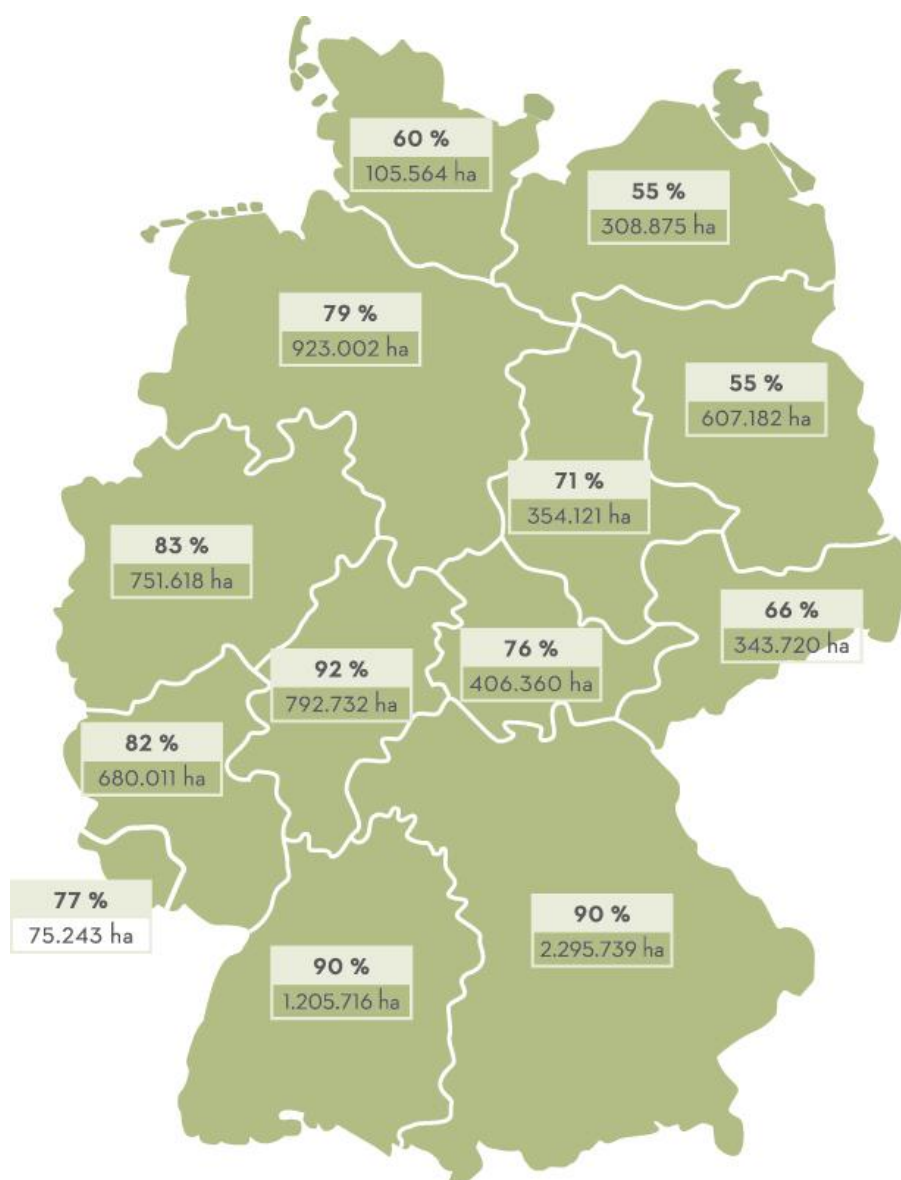 60 %
105.564 ha
55 %
308.875 ha
79 %
923.002 ha
55 %
607.182 ha
71 %
354.121 ha
83 %
751.618 ha
66 %
343.720 ha
76 %
406.360 ha
92 %
792.732 ha
82 %
680.011 ha
77 %
75.243 ha
90 %
2.295.739 ha
90 %
1.205.716 ha